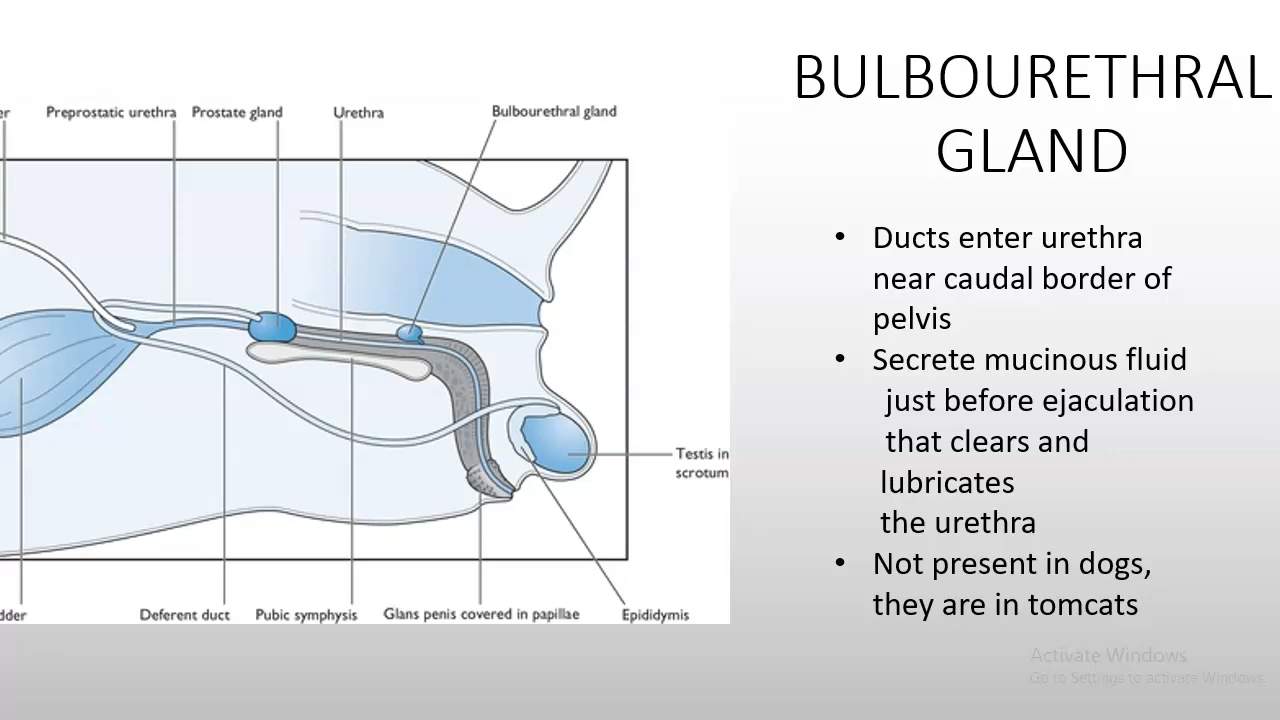 er
Preprostatic urethra
Prostate gland
Urethra
Bulbourethral gland
Testis in
scrotum
dder
Deferent duct
Pubic symphysis
Glans penis covered in papillae
Epididymis
BULBOURETHRAL
GLAND
• Ducts enter urethra
near caudal border of
pelvis
• Secrete mucinous fluid
just before ejaculation
that clears and
lubricates
the urethra
• Not present in dogs,
they are in tomcats
Activate Windows
Go to Settings to activate Windows.